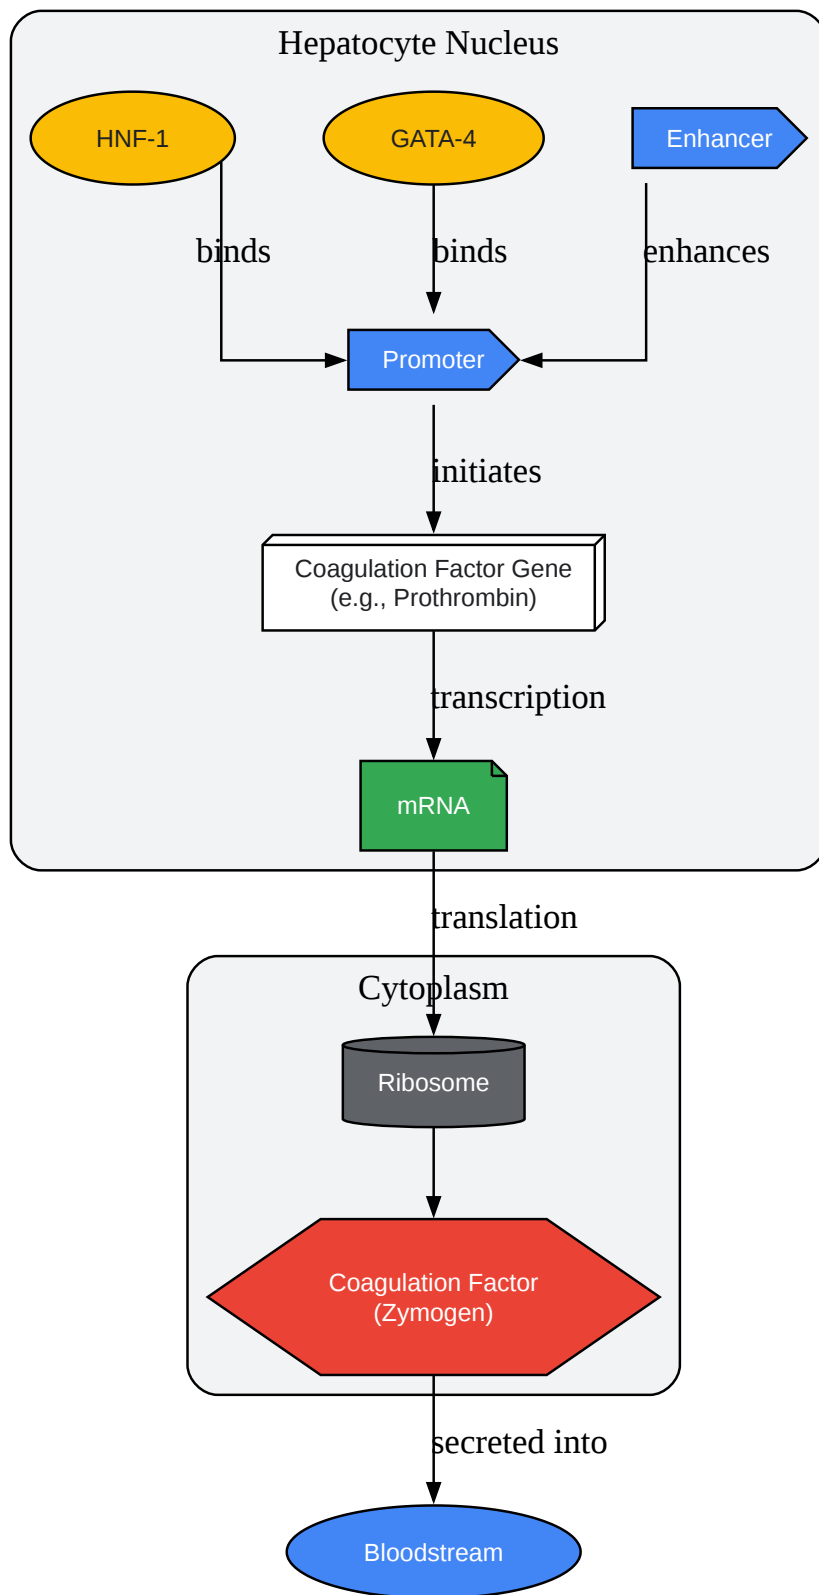 Hepatocyte Nucleus
HNF-1
GATA-4
Enhancer
binds
binds
enhances
Promoter
initiates
Coagulation Factor Gene
(e.g., Prothrombin)
transcription
mRNA
translation
Cytoplasm
Ribosome
Coagulation Factor
(Zymogen)
secreted into
Bloodstream